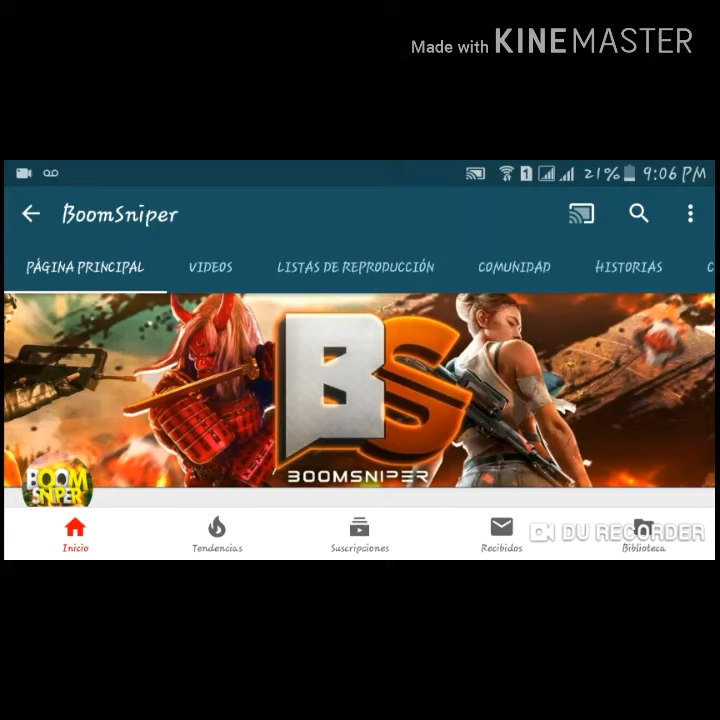 Made with KINEMASTER
1 21% 9:06 PM
BoomSniper
PÁGINA PRINCIPAL VIDEOS LISTAS DE REPRODUCCIÓN COMUNIDAD HISTORIAS C
BS
BOOMSNIPER
BOOM
SNIPER
DU RECORDER
Inicio Tendencias Suscripciones Recibidos Biblioteca